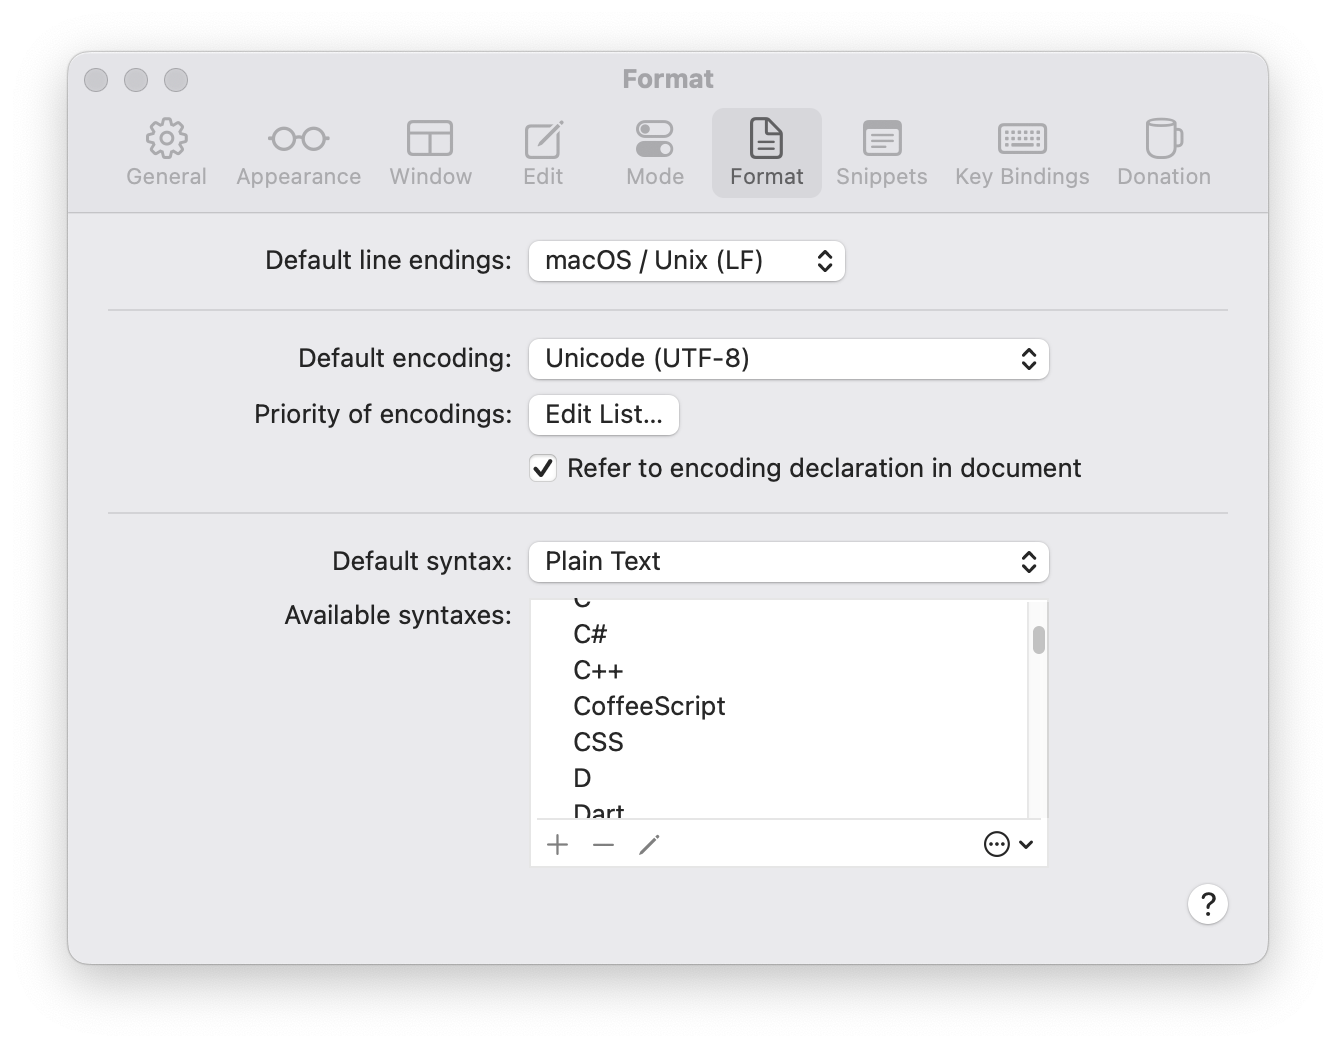 Format
General Appearance Window Edit Mode Format Snippets Key Bindings Donation
Default line endings: macOS / Unix (LF)
Default encoding: Unicode (UTF-8)
Priority of encodings: Edit List...
Refer to encoding declaration in document
Default syntax: Plain Text
Available syntaxes:
C
C#
C++
CoffeeScript
CSS
D
Dart
?